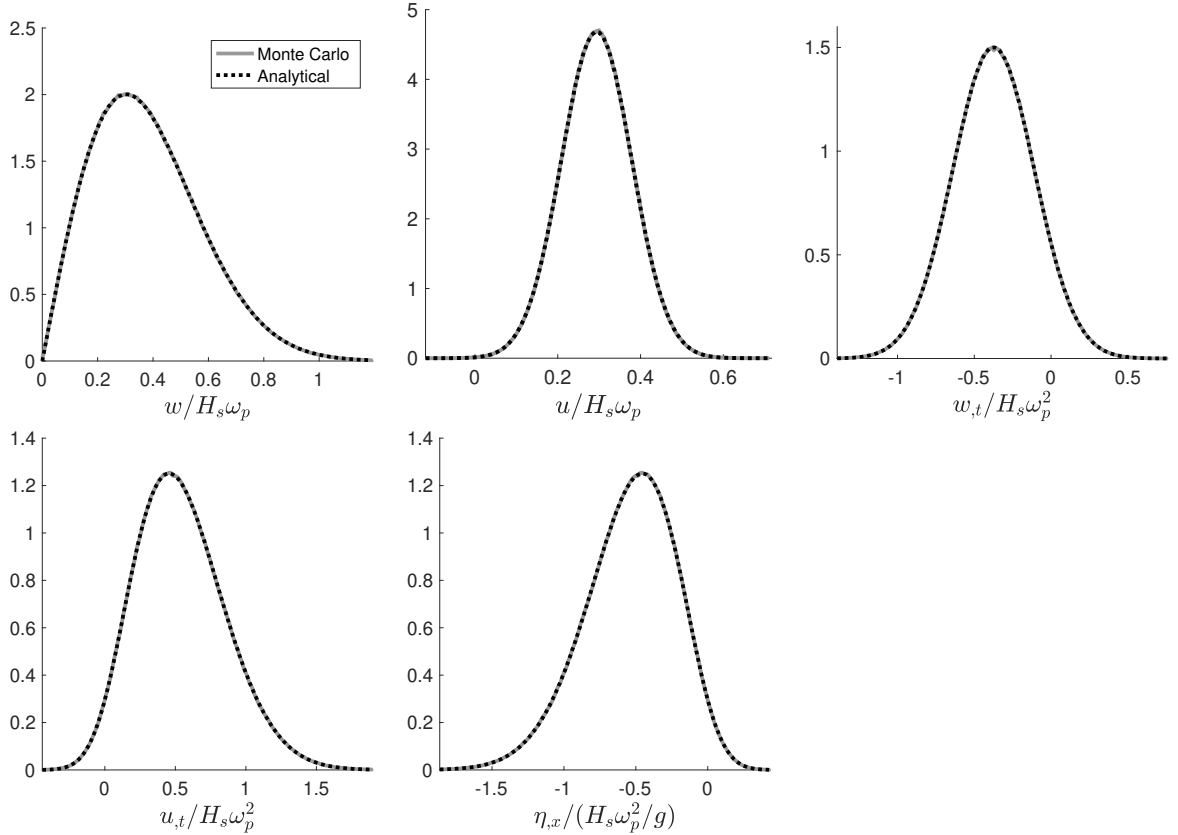 2.5
2
1.5
1
0.5
0
0 0.2 0.4 0.6 0.8 1
w/H_sω_p
Monte Carlo
Analytical
5
4
3
2
1
0
0 0.2 0.4 0.6
u/H_sω_p
1.5
1
0.5
0
-1 -0.5 0 0.5
w_{,t}/H_sω_p^2
1.4
1.2
1
0.8
0.6
0.4
0.2
0
0 0.5 1 1.5
u_{,t}/H_sω_p^2
1.4
1.2
1
0.8
0.6
0.4
0.2
0
-1.5 -1 -0.5 0
η_{,x}/(H_sω_p^2/g)